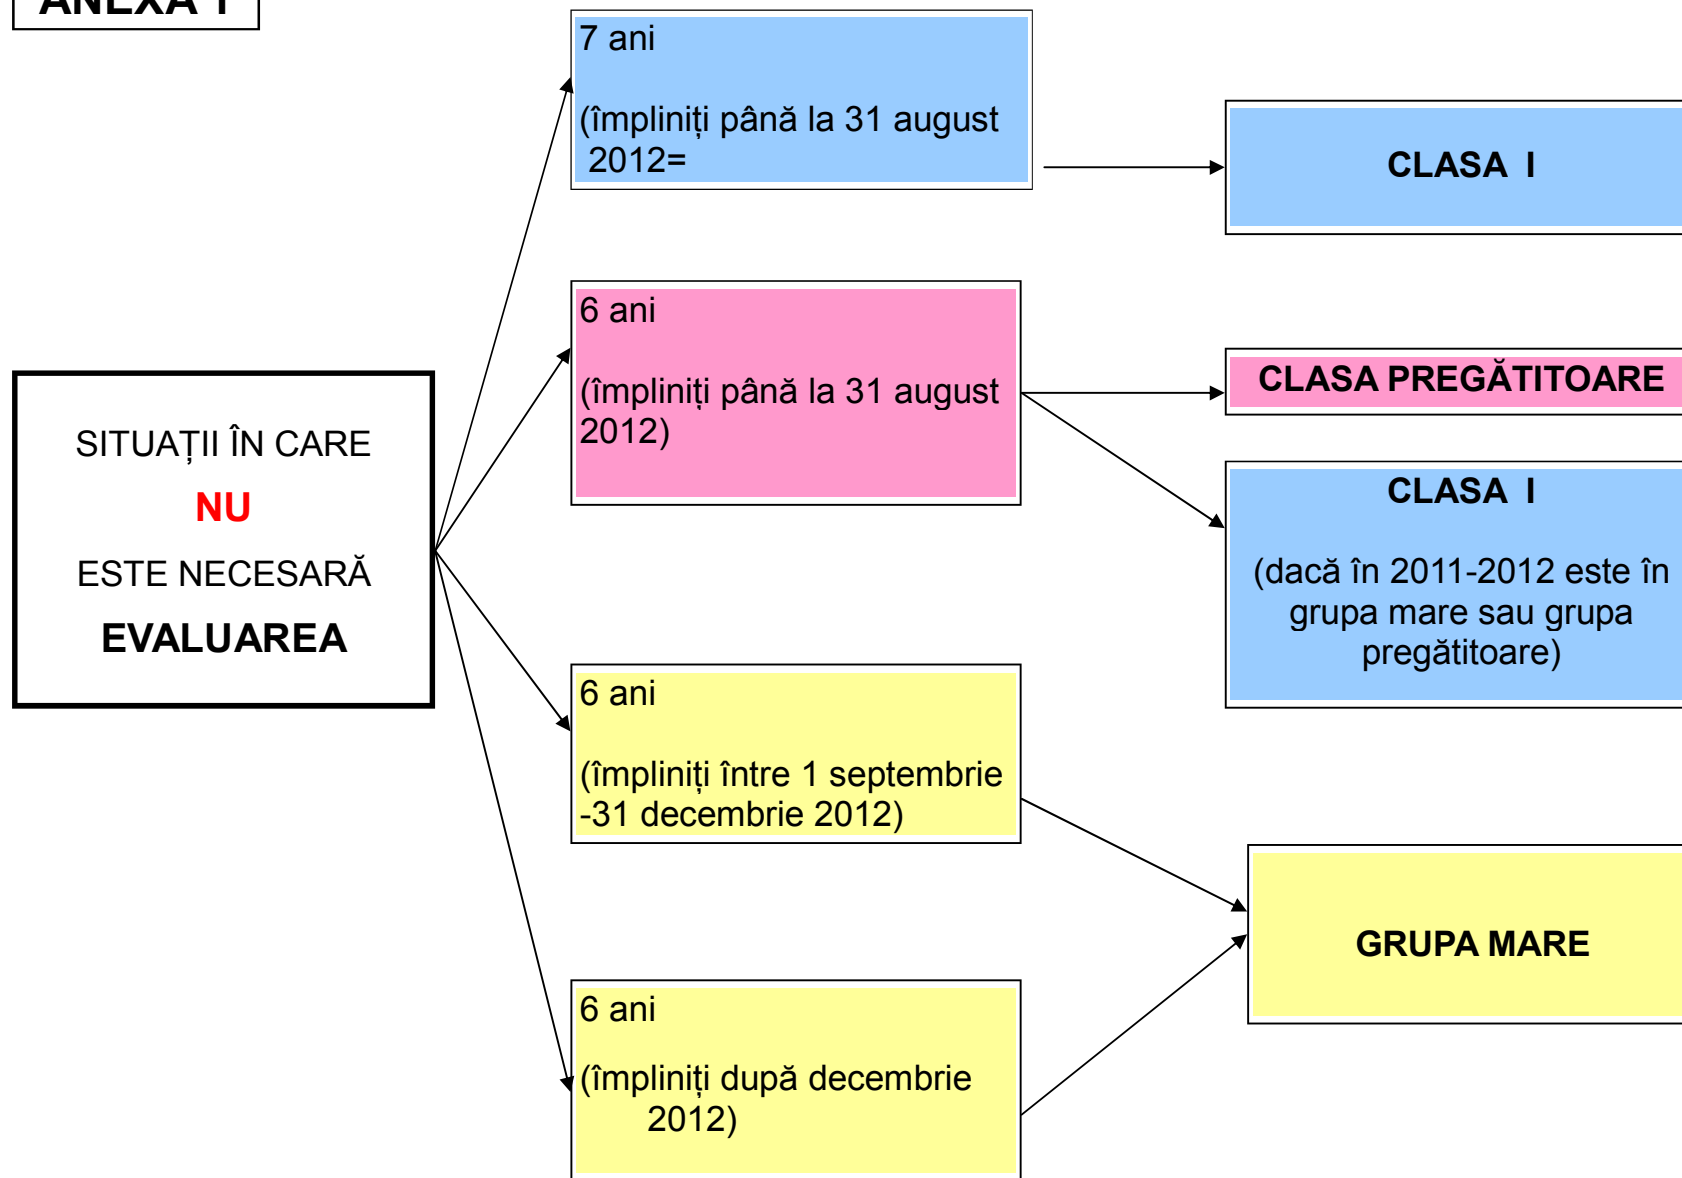 ANEXA 1
7 ani
(împliniți până la 31 august
2012=
CLASA I
6 ani
(împliniți până la 31 august
2012)
CLASA PREGĂTITOARE
CLASA I
(dacă în 2011-2012 este în
grupa mare sau grupa
pregătitoare)
SITUAȚII ÎN CARE
NU
ESTE NECESARĂ
EVALUAREA
6 ani
(împliniți între 1 septembrie
-31 decembrie 2012)
GRUPA MARE
6 ani
(împliniți după decembrie
2012)